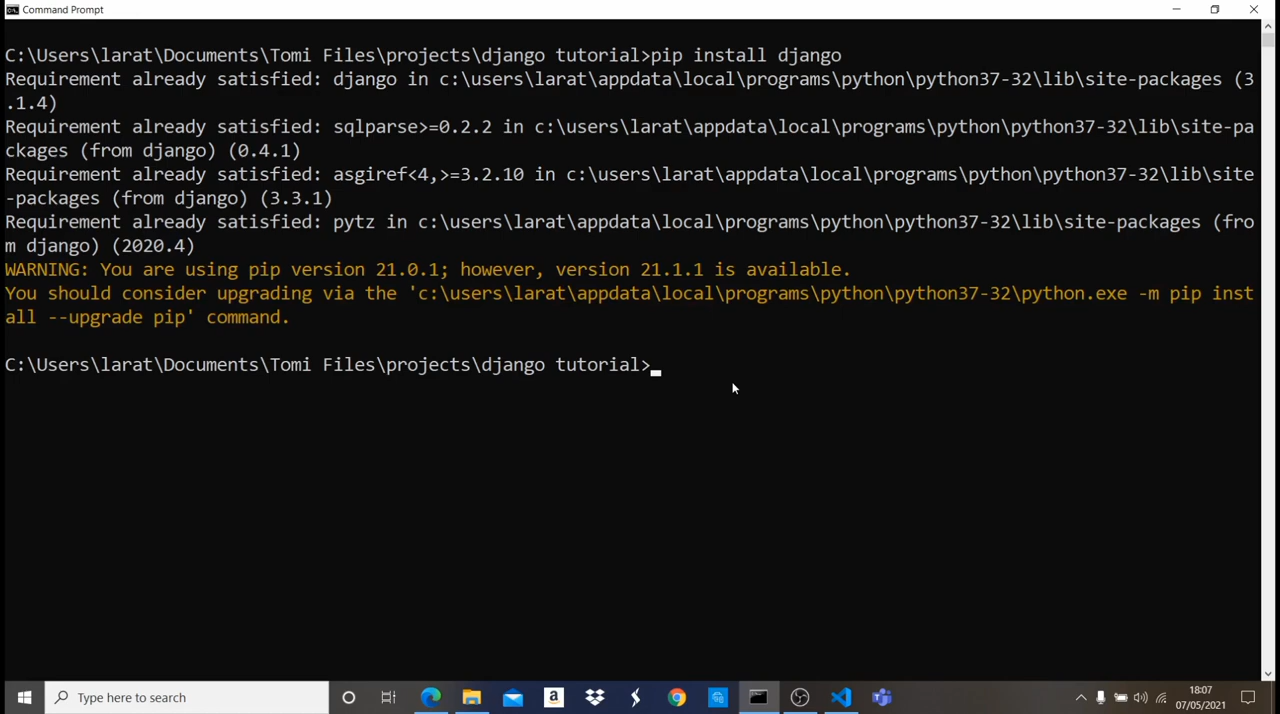 Command Prompt
C:\Users\larat\Documents\Tomi Files\projects\django tutorial>pip install django
Requirement already satisfied: django in c:\users\larat\appdata\local\programs\python\python37-32\lib\site-packages (3
.1.4)
Requirement already satisfied: sqlparse>=0.2.2 in c:\users\larat\appdata\local\programs\python\python37-32\lib\site-pa
ckages (from django) (0.4.1)
Requirement already satisfied: asgiref<4,>=3.2.10 in c:\users\larat\appdata\local\programs\python\python37-32\lib\site
-packages (from django) (3.3.1)
Requirement already satisfied: pytz in c:\users\larat\appdata\local\programs\python\python37-32\lib\site-packages (fro
m django) (2020.4)
WARNING: You are using pip version 21.0.1; however, version 21.1.1 is available.
You should consider upgrading via the 'c:\users\larat\appdata\local\programs\python\python37-32\python.exe -m pip inst
all --upgrade pip' command.
C:\Users\larat\Documents\Tomi Files\projects\django tutorial>
Type here to search
18:07
07/05/2021